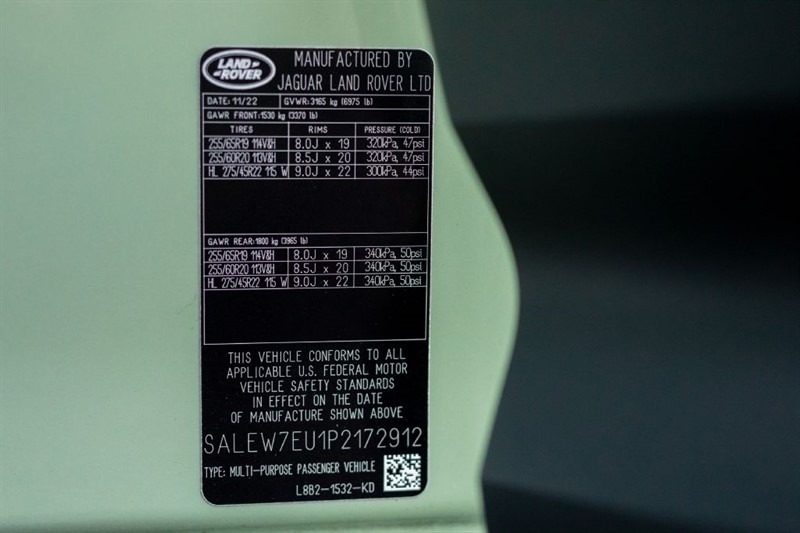 LAND ROVER
MANUFACTURED BY
JAGUAR LAND ROVER LTD
DATE: 11/22 GVWR: 3165 kg (6975 lb)
GAWR FRONT: 1530 kg (3370 lb)
TIRES RIMS PRESSURE (COLD)
255/65R19 114V&H 8.0J x 19 320kPa, 47psi
255/60R20 113V&H 8.5J x 20 320kPa, 47psi
HL 275/45R22 115 W 9.0J x 22 300kPa, 44psi
GAWR REAR: 1800 kg (3965 lb)
255/65R19 114V&H 8.0J x 19 340kPa, 50psi
255/60R20 113V&H 8.5J x 20 340kPa, 50psi
HL 275/45R22 115 W 9.0J x 22 340kPa, 50psi
THIS VEHICLE CONFORMS TO ALL
APPLICABLE U.S. FEDERAL MOTOR
VEHICLE SAFETY STANDARDS
IN EFFECT ON THE DATE
OF MANUFACTURE SHOWN ABOVE
SALEW7EU1P2172912
TYPE: MULTI-PURPOSE PASSENGER VEHICLE
L8B2-1532-KD